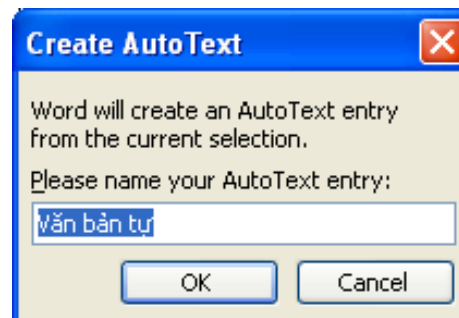 Create AutoText
Word will create an AutoText entry
from the current selection.
Please name your AutoText entry:
Văn bản tự
OK Cancel